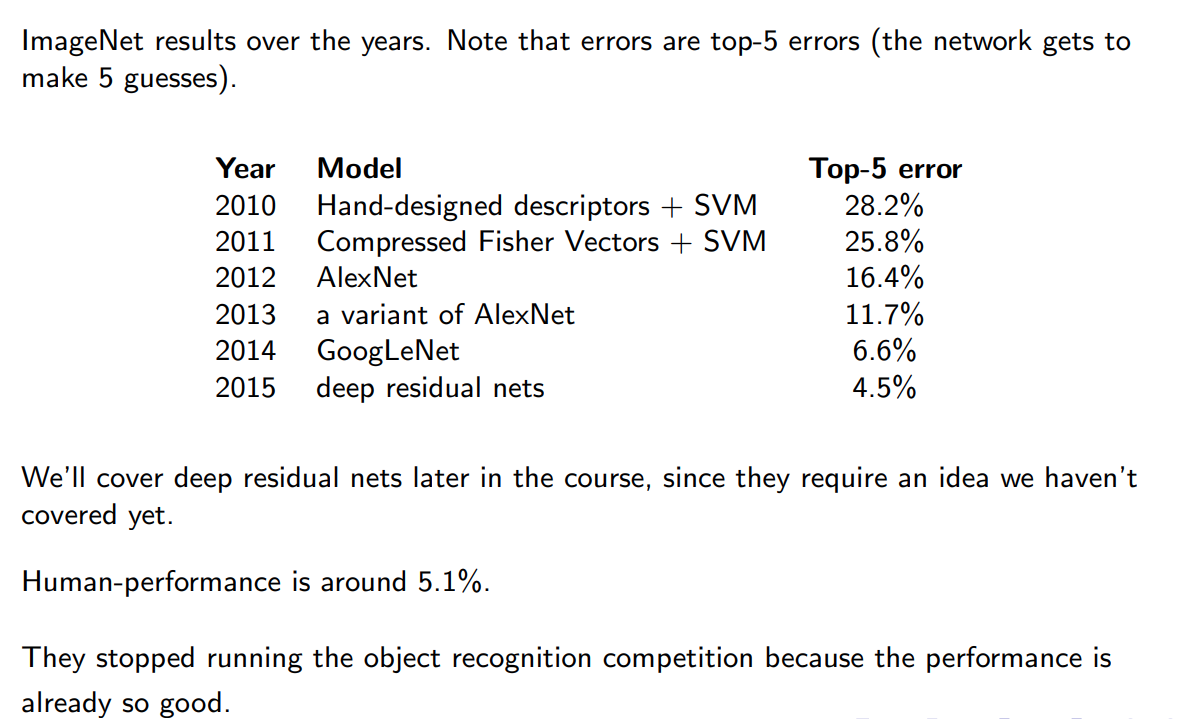 ImageNet results over the years. Note that errors are top-5 errors (the network gets to
make 5 guesses).
Year Model Top-5 error
2010 Hand-designed descriptors + SVM 28.2%
2011 Compressed Fisher Vectors + SVM 25.8%
2012 AlexNet 16.4%
2013 a variant of AlexNet 11.7%
2014 GoogLeNet 6.6%
2015 deep residual nets 4.5%
We'll cover deep residual nets later in the course, since they require an idea we haven't
covered yet.
Human-performance is around 5.1%.
They stopped running the object recognition competition because the performance is
already so good.